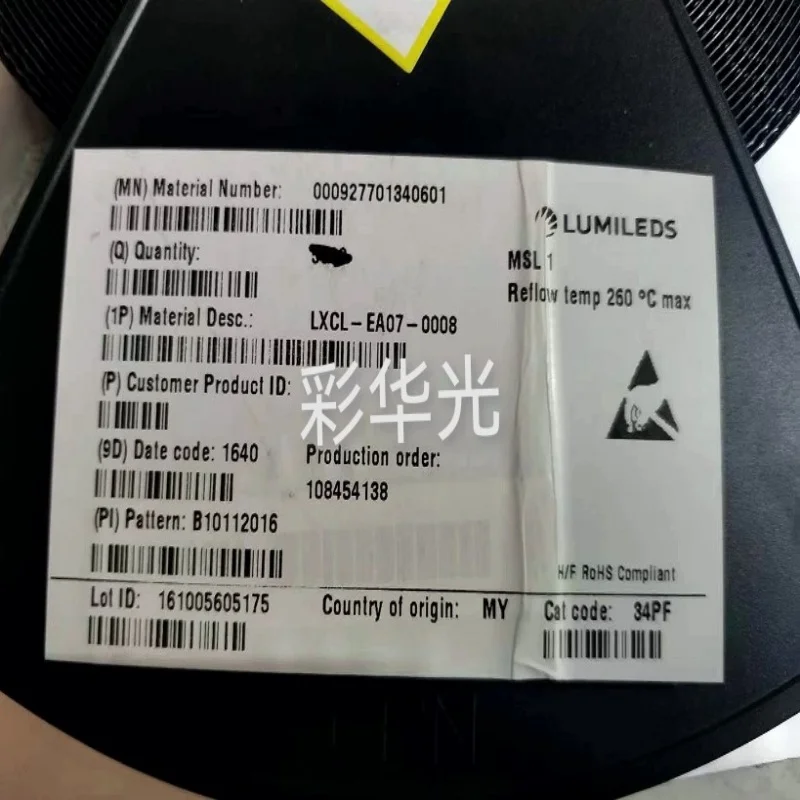 (MN) Material Number: 000927701340601
LUMILEDS
(Q) Quantity:
MSL 1
Reflow temp 260 ºC max
(1P) Material Desc.: LXCL-EA07-0008
(P) Customer Product ID:
彩华光
(9D) Date code: 1640 Production order:
108454138
(PI) Pattern: B10112016
H/F RoHS Compliant
Lot ID: 161005605175 Country of origin: MY Cat code: 34PF